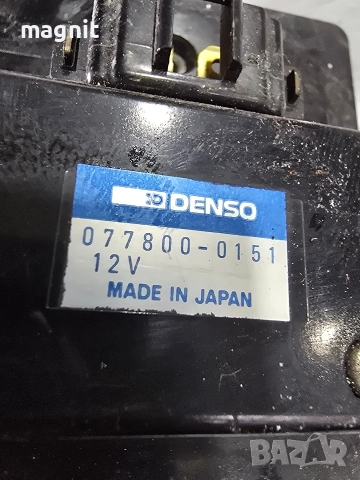 magnit
DENSO
077800-0151
12V
MADE IN JAPAN
BAZAR